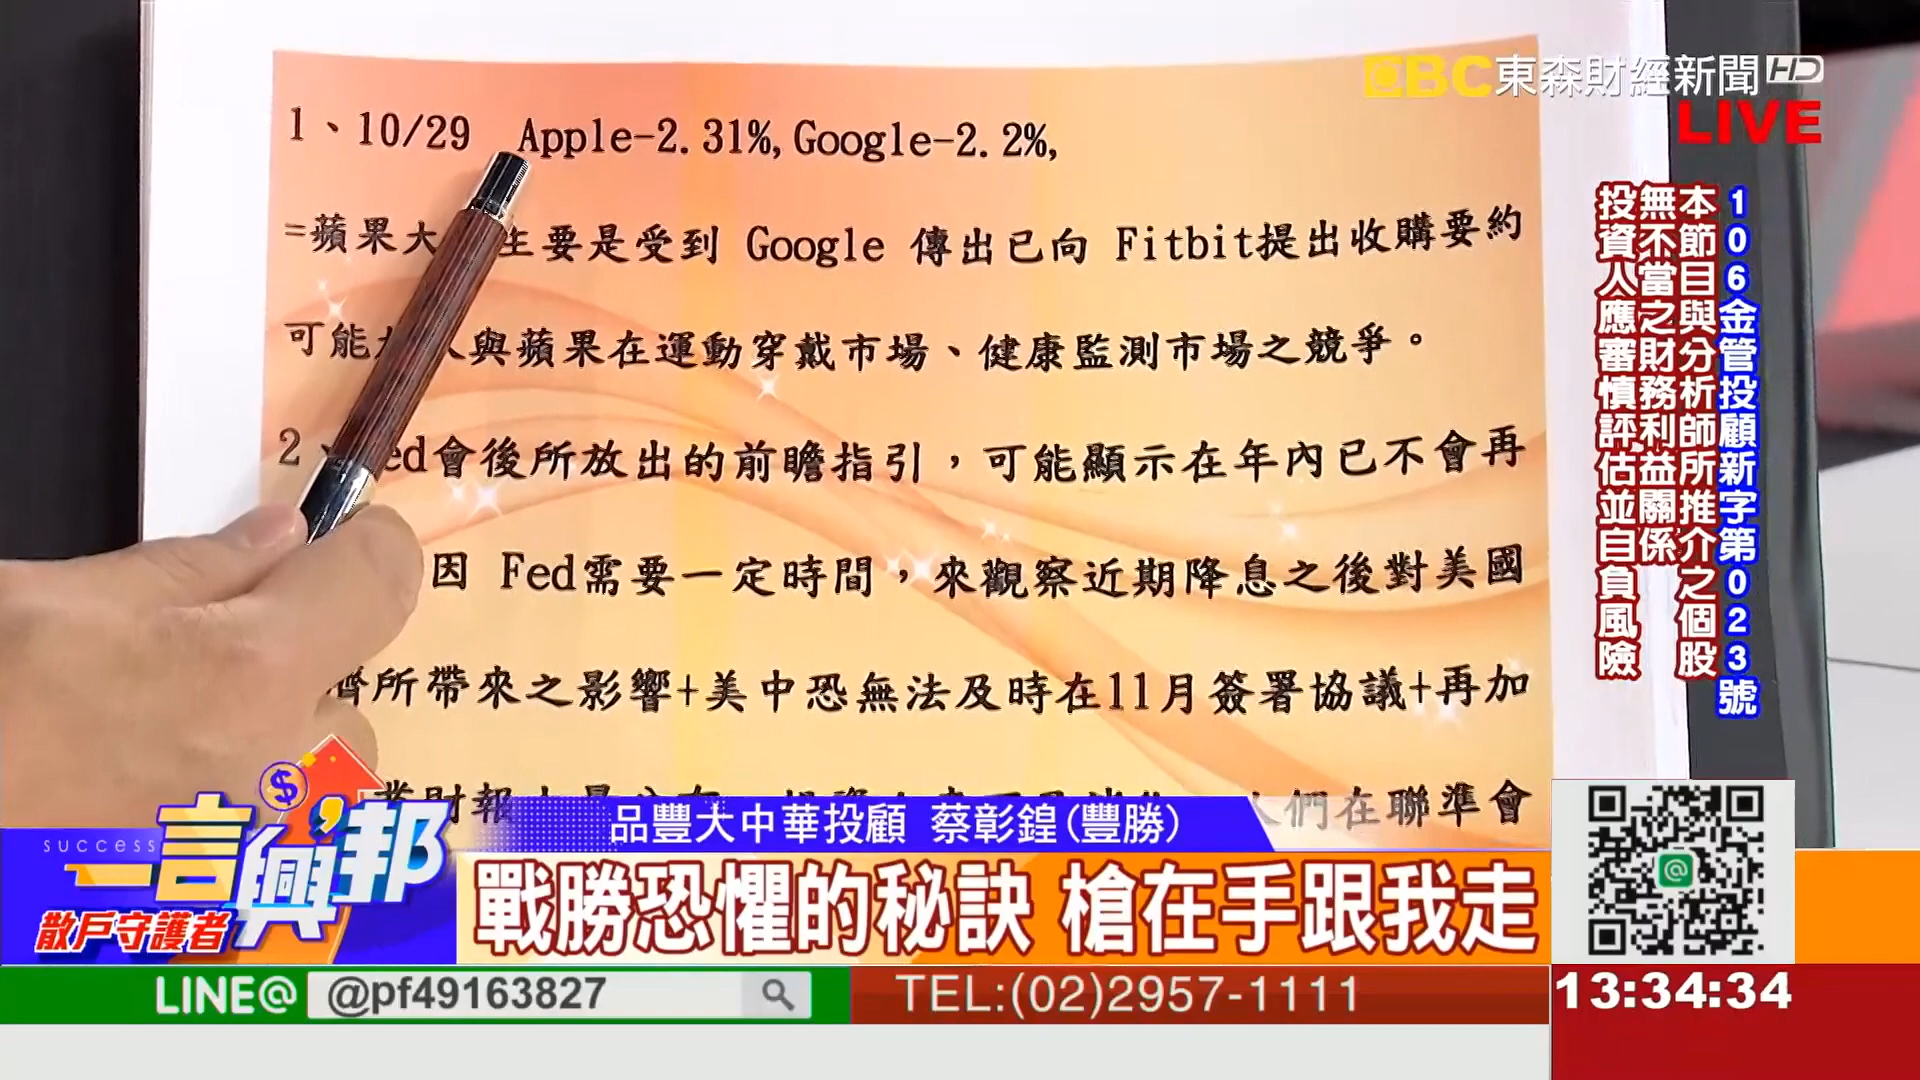 EBC東森財經新聞HD
LIVE
1、10/29 Apple-2.31%,Google-2.2%,
=蘋果大 主要是受到 Google 傳出已向 Fitbit提出收購要約
可能 與蘋果在運動穿戴市場、健康監測市場之競爭。
2、Fed會後所放出的前瞻指引，可能顯示在年內已不會再
因 Fed需要一定時間，來觀察近期降息之後對美國
濟所帶來之影響+美中恐無法及時在11月簽署協議+再加
業財報 人們在聯準會
106金管投顧新字第023號
本節目與分析師所推介之個股
無不當之財務利益關係
投資人應審慎評估並自負風險
success
一言興邦
散戶守護者
品豐大中華投顧 蔡彰鍠(豐勝)
戰勝恐懼的秘訣 槍在手跟我走
LINE@ @pf49163827
TEL:(02)2957-1111
13:34:34